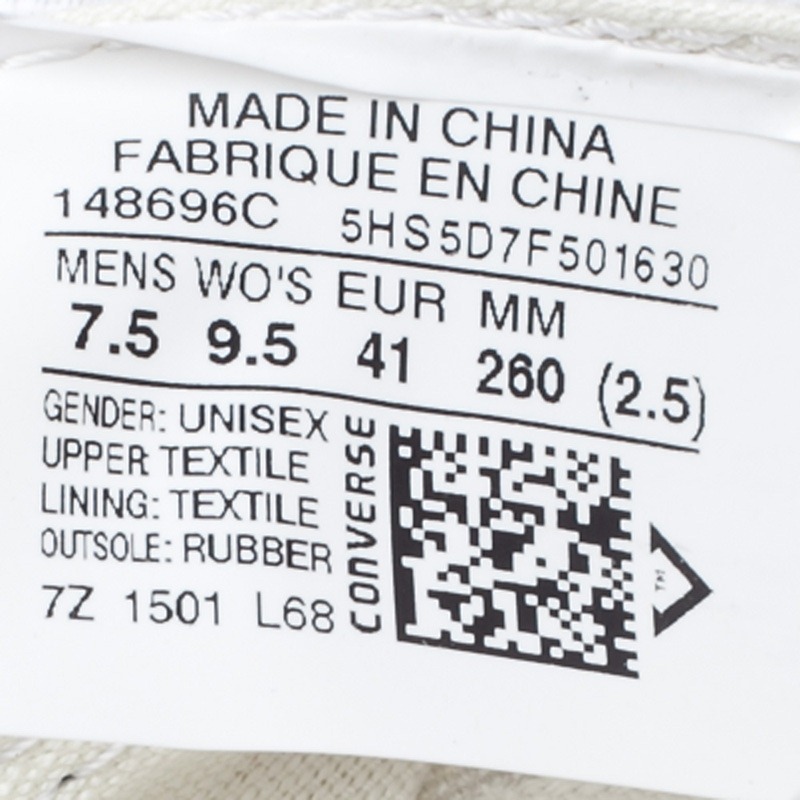 MADE IN CHINA
FABRIQUE EN CHINE
148696C 5HS5D7F501630
MENS WO'S EUR MM
7.5 9.5 41 260 (2.5)
GENDER: UNISEX
UPPER TEXTILE
LINING: TEXTILE
OUTSOLE: RUBBER
7Z 1501 L68
CONVERSE
TM